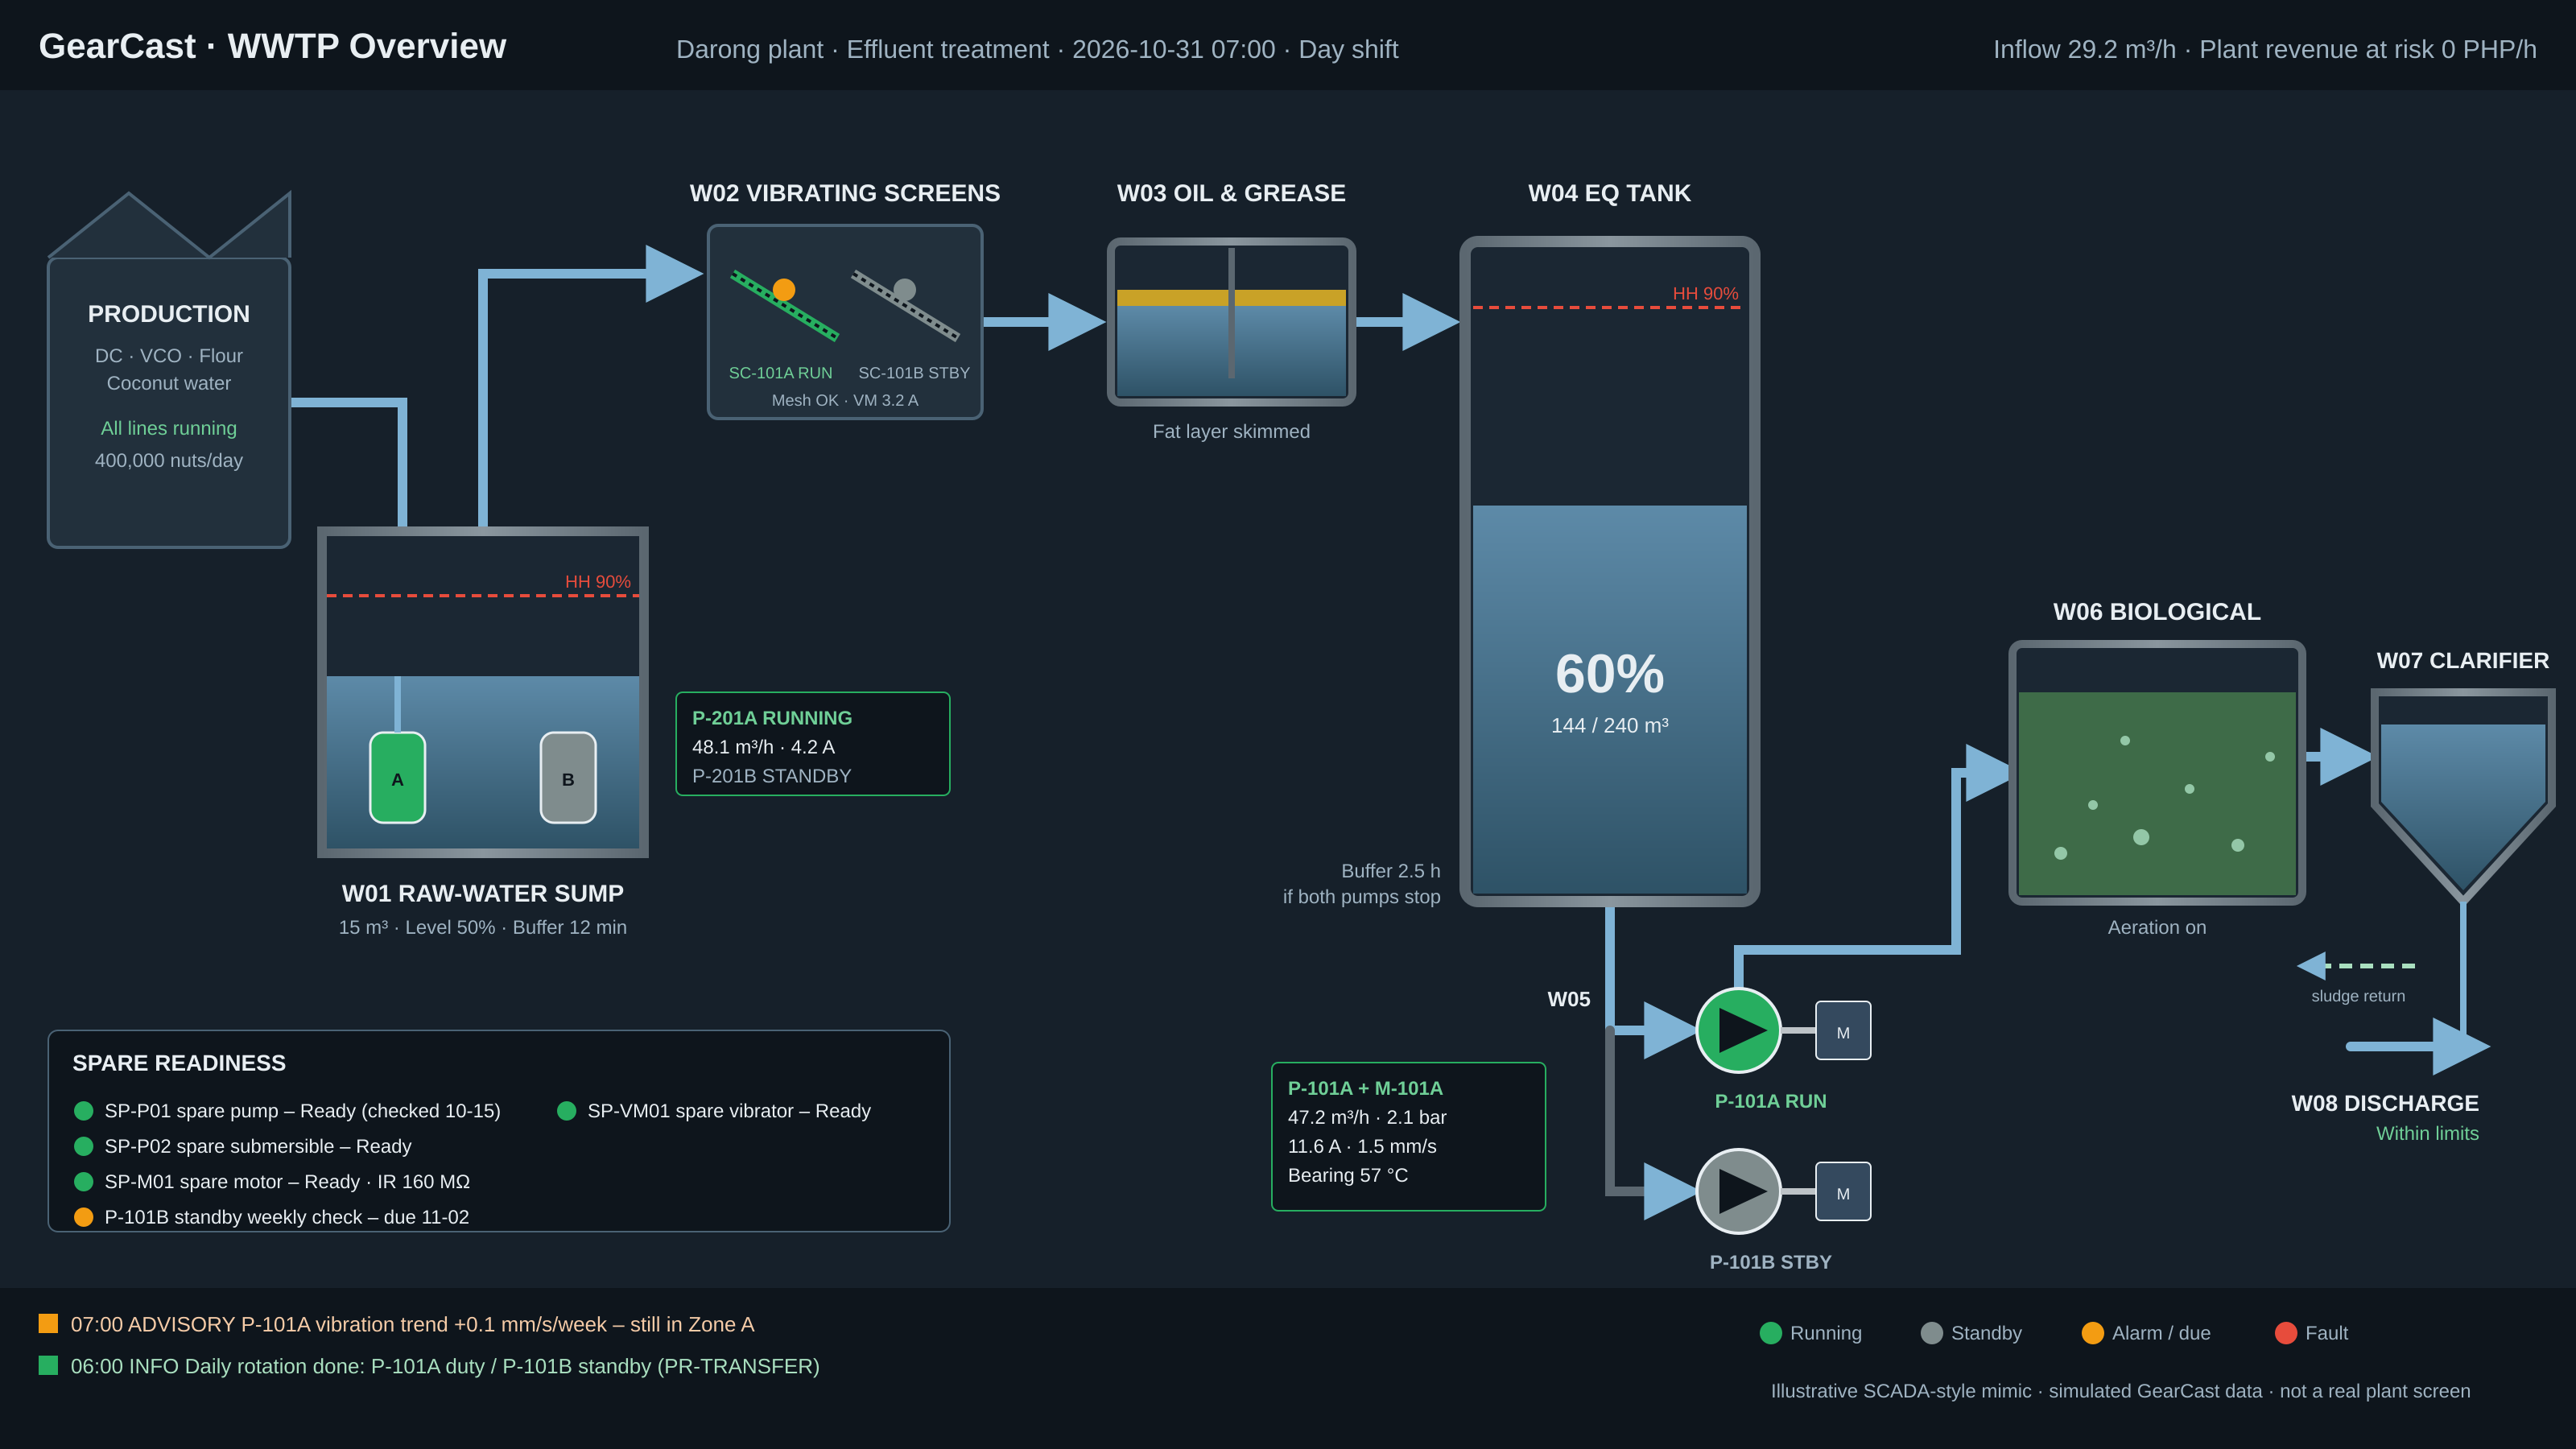 GearCast · WWTP Overview
Darong plant · Effluent treatment · 2026-10-31 07:00 · Day shift
Inflow 29.2 m³/h · Plant revenue at risk 0 PHP/h
PRODUCTION
DC · VCO · Flour
Coconut water
All lines running
400,000 nuts/day
W02 VIBRATING SCREENS
SC-101A RUN
SC-101B STBY
Mesh OK · VM 3.2 A
W03 OIL & GREASE
Fat layer skimmed
W04 EQ TANK
HH 90%
60%
144 / 240 m³
Buffer 2.5 h
if both pumps stop
HH 90%
A
B
W01 RAW-WATER SUMP
15 m³ · Level 50% · Buffer 12 min
P-201A RUNNING
48.1 m³/h · 4.2 A
P-201B STANDBY
W05
P-101A + M-101A
47.2 m³/h · 2.1 bar
11.6 A · 1.5 mm/s
Bearing 57 °C
M
P-101A RUN
M
P-101B STBY
W06 BIOLOGICAL
Aeration on
W07 CLARIFIER
sludge return
W08 DISCHARGE
Within limits
SPARE READINESS
SP-P01 spare pump – Ready (checked 10-15)
SP-VM01 spare vibrator – Ready
SP-P02 spare submersible – Ready
SP-M01 spare motor – Ready · IR 160 MΩ
P-101B standby weekly check – due 11-02
07:00 ADVISORY P-101A vibration trend +0.1 mm/s/week – still in Zone A
06:00 INFO Daily rotation done: P-101A duty / P-101B standby (PR-TRANSFER)
Running
Standby
Alarm / due
Fault
Illustrative SCADA-style mimic · simulated GearCast data · not a real plant screen